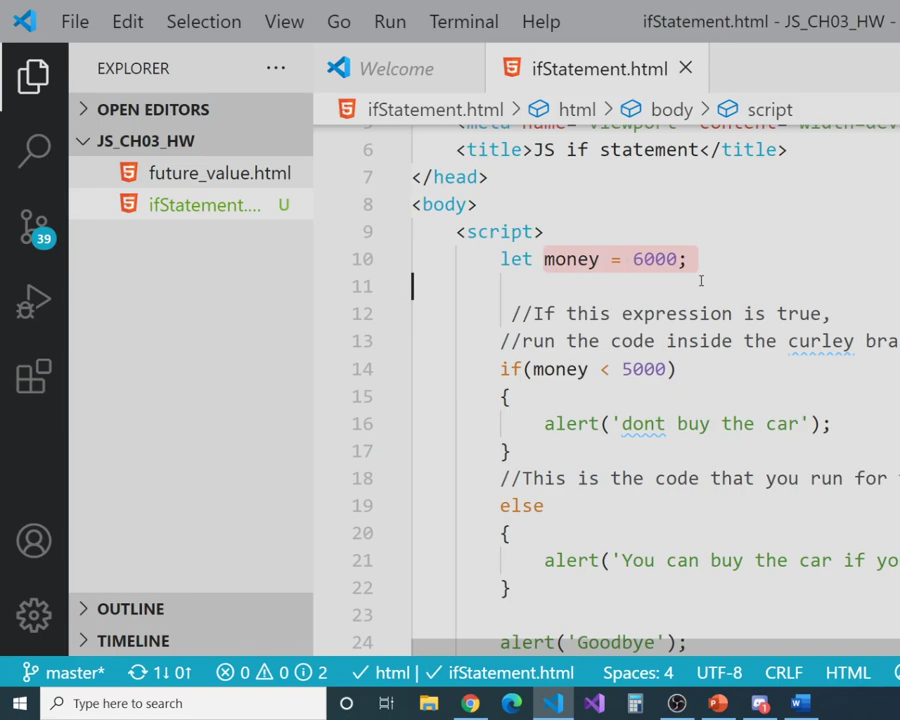 File Edit Selection View Go Run Terminal Help ifStatement.html - JS_CH03_HW -
EXPLORER ...
Welcome
ifStatement.html
OPEN EDITORS
JS_CH03_HW
future_value.html
ifStatement.... U
39
ifStatement.html > html > body > script
6 <title>JS if statement</title>
7 </head>
8 <body>
9 <script>
10 let money = 6000;
11
12 //If this expression is true,
13 //run the code inside the curley bra
14 if(money < 5000)
15 {
16 alert('dont buy the car');
17 }
18 //This is the code that you run for
19 else
20 {
21 alert('You can buy the car if yo
22 }
23
24 alert('Goodbye');
OUTLINE
TIMELINE
master* 1↓ 0↑ 0 0 2 html ifStatement.html Spaces: 4 UTF-8 CRLF HTML
Type here to search